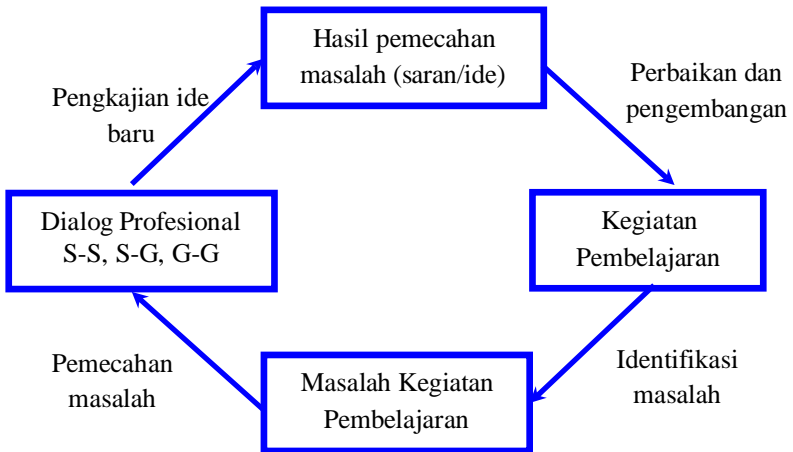 Hasil pemecahan
masalah (saran/ide)
Perbaikan dan
pengembangan
Pengkajian ide
baru
Dialog Profesional
S-S, S-G, G-G
Kegiatan
Pembelajaran
Pemecahan
masalah
Masalah Kegiatan
Pembelajaran
Identifikasi
masalah